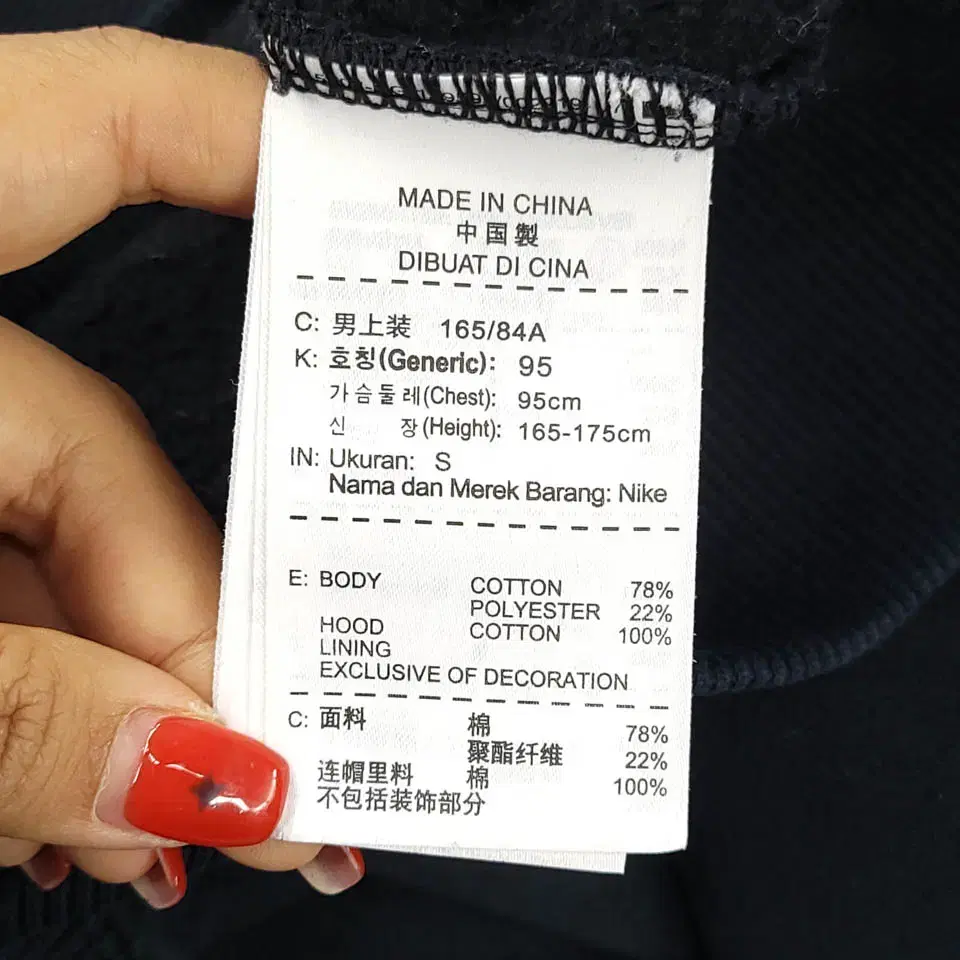 MADE IN CHINA
中国製
DIBUAT DI CINA
C: 男上装 165/84A
K: 호칭(Generic): 95
가슴둘레(Chest): 95cm
신 장(Height): 165-175cm
IN: Ukuran: S
Nama dan Merek Barang: Nike
E: BODY COTTON 78%
POLYESTER 22%
HOOD COTTON 100%
LINING
EXCLUSIVE OF DECORATION
C: 面料 棉 78%
聚酯纤维 22%
连帽里料 棉 100%
不包括装饰部分